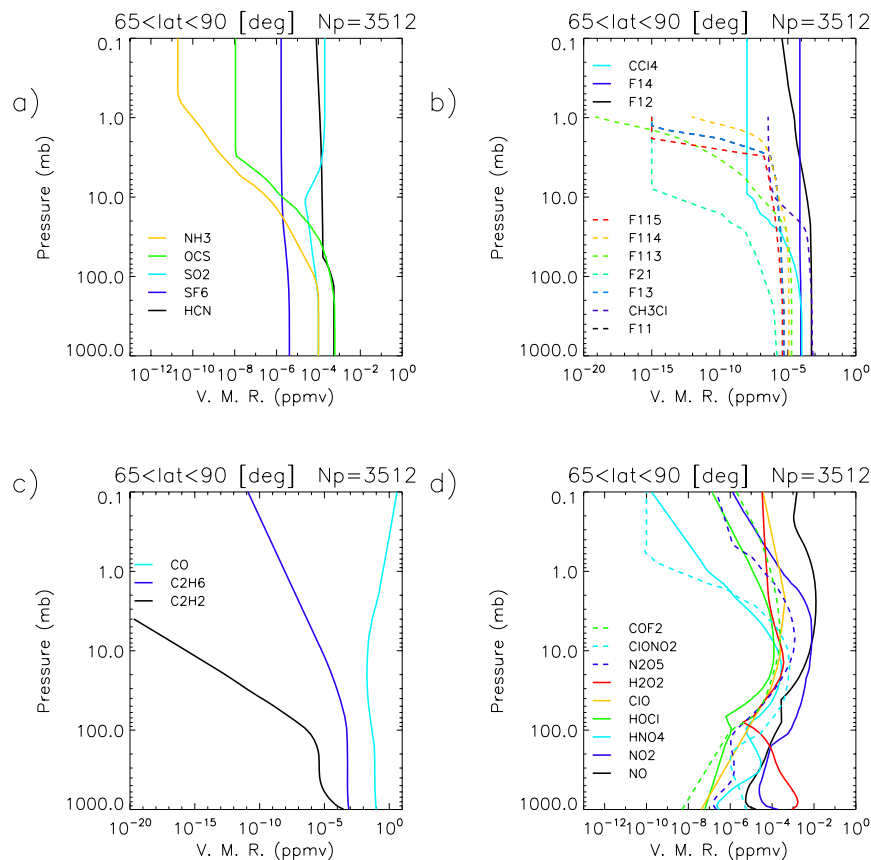 65<lat<90 [deg] Np=3512
a)
0.1
1.0
10.0
100.0
1000.0
Pressure (mb)
NH3
OCS
SO2
SF6
HCN
10^-12 10^-10 10^-8 10^-6 10^-4 10^-2 10^0
V. M. R. (ppmv)
65<lat<90 [deg] Np=3512
b)
0.1
1.0
10.0
100.0
1000.0
Pressure (mb)
CCl4
F14
F12
F115
F114
F113
F21
F13
CH3Cl
F11
10^-20 10^-15 10^-10 10^-5 10^0
V. M. R. (ppmv)
65<lat<90 [deg] Np=3512
c)
0.1
1.0
10.0
100.0
1000.0
Pressure (mb)
CO
C2H6
C2H2
10^-20 10^-15 10^-10 10^-5 10^0
V. M. R. (ppmv)
65<lat<90 [deg] Np=3512
d)
0.1
1.0
10.0
100.0
1000.0
Pressure (mb)
COF2
ClONO2
N2O5
H2O2
ClO
HOCl
HNO4
NO2
NO
10^-12 10^-10 10^-8 10^-6 10^-4 10^-2 10^0
V. M. R. (ppmv)